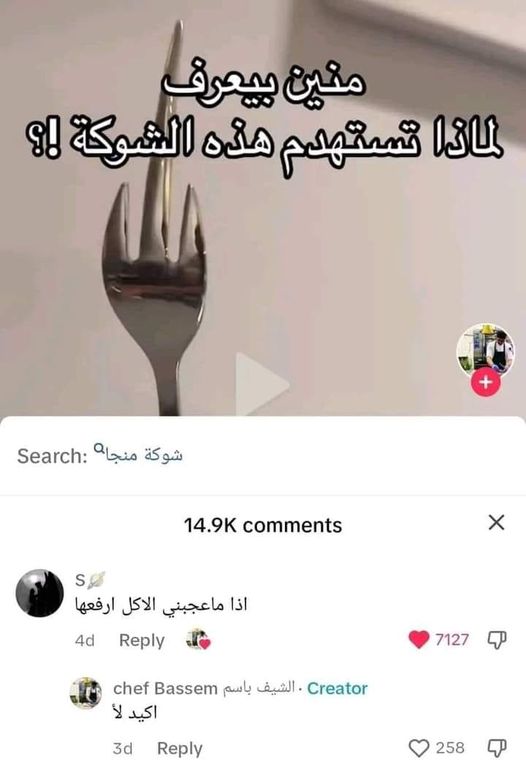 منين بيعرف
لماذا تستهدم هذه الشوكة !؟
Search: شوكة منجا
14.9K comments
S🪐
اذا ماعجبني الاكل ارفعها
4d Reply 7127
chef Bassem الشيف باسم · Creator
اكيد لأ
3d Reply 258